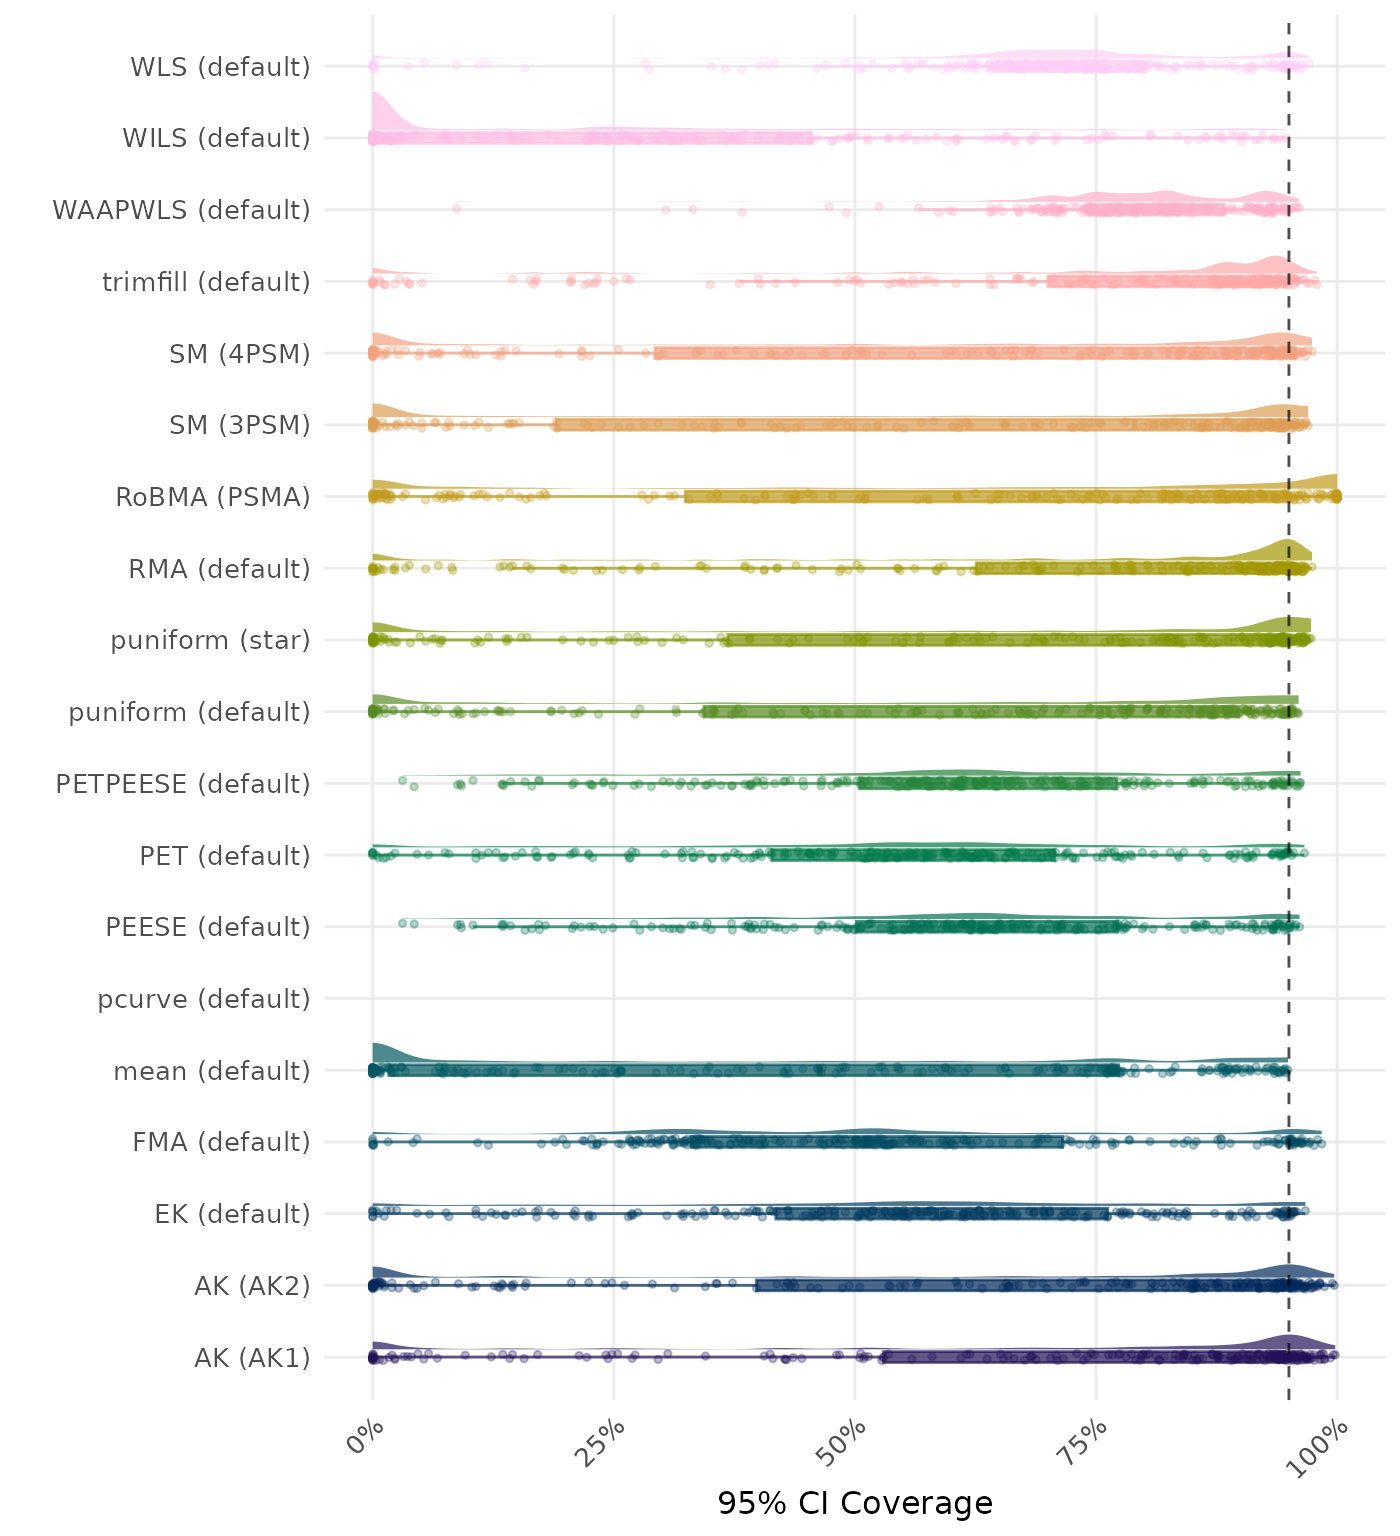 WLS (default)
WILS (default)
WAAPWLS (default)
trimfill (default)
SM (4PSM)
SM (3PSM)
RoBMA (PSMA)
RMA (default)
puniform (star)
puniform (default)
PETPEESE (default)
PET (default)
PEESE (default)
pcurve (default)
mean (default)
FMA (default)
EK (default)
AK (AK2)
AK (AK1)
0% 25% 50% 75% 100%
95% CI Coverage